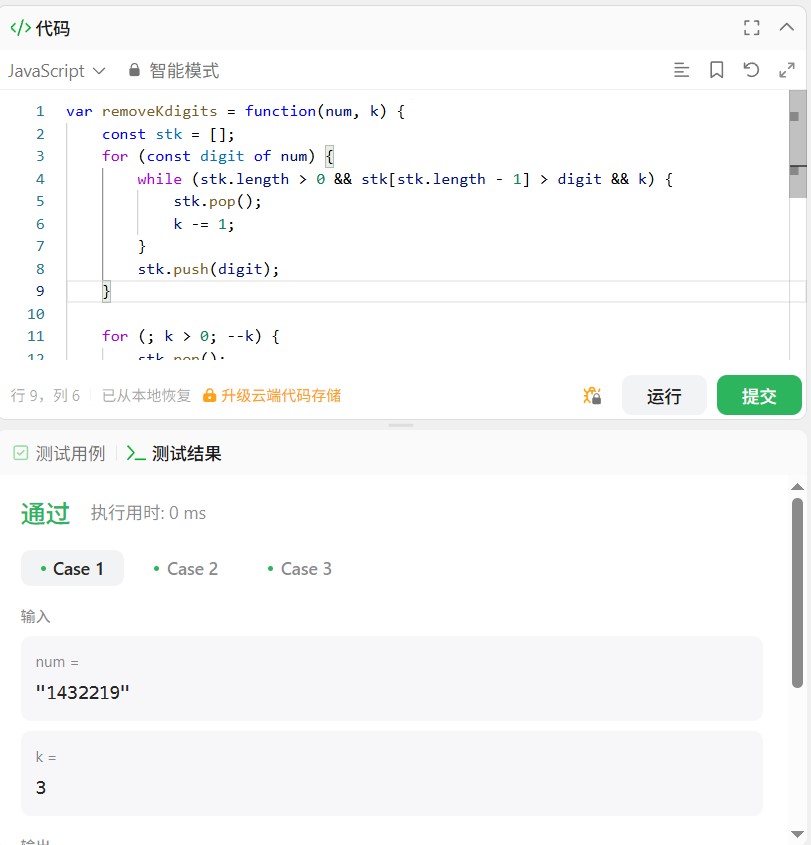 </> 代码
JavaScript 智能模式
1 var removeKdigits = function(num, k) {
2 const stk = [];
3 for (const digit of num) {
4 while (stk.length > 0 && stk[stk.length - 1] > digit && k) {
5 stk.pop();
6 k -= 1;
7 }
8 stk.push(digit);
9 }
10
11 for (; k > 0; --k) {
12 stk.pop();
行 9，列 6 已从本地恢复 升级云端代码存储 运行 提交
测试用例 测试结果
通过 执行用时: 0 ms
Case 1 Case 2 Case 3
输入
num =
"1432219"
k =
3
输出